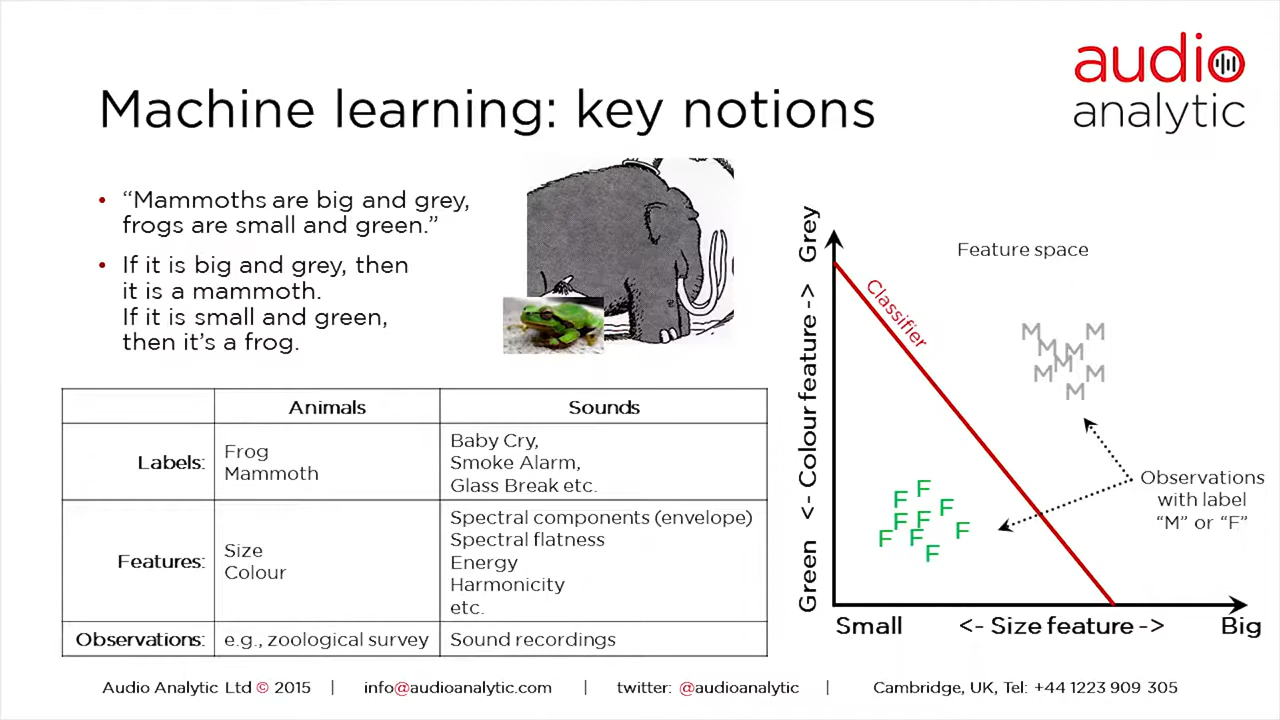 audio
analytic
Machine learning: key notions
• “Mammoths are big and grey,
frogs are small and green.”
• If it is big and grey, then
it is a mammoth.
If it is small and green,
then it’s a frog.
Animals
Sounds
Labels:
Frog
Mammoth
Baby Cry,
Smoke Alarm,
Glass Break etc.
Features:
Size
Colour
Spectral components (envelope)
Spectral flatness
Energy
Harmonicity
etc.
Observations:
e.g., zoological survey
Sound recordings
Green <- Colour feature -> Grey
Feature space
Classifier
M M
M M
M
M M
M
F
F F
F F
F F F
F
Observations
with label
“M” or “F”
Small <- Size feature -> Big
Audio Analytic Ltd © 2015 | info@audioanalytic.com | twitter: @audioanalytic | Cambridge, UK, Tel: +44 1223 909 305